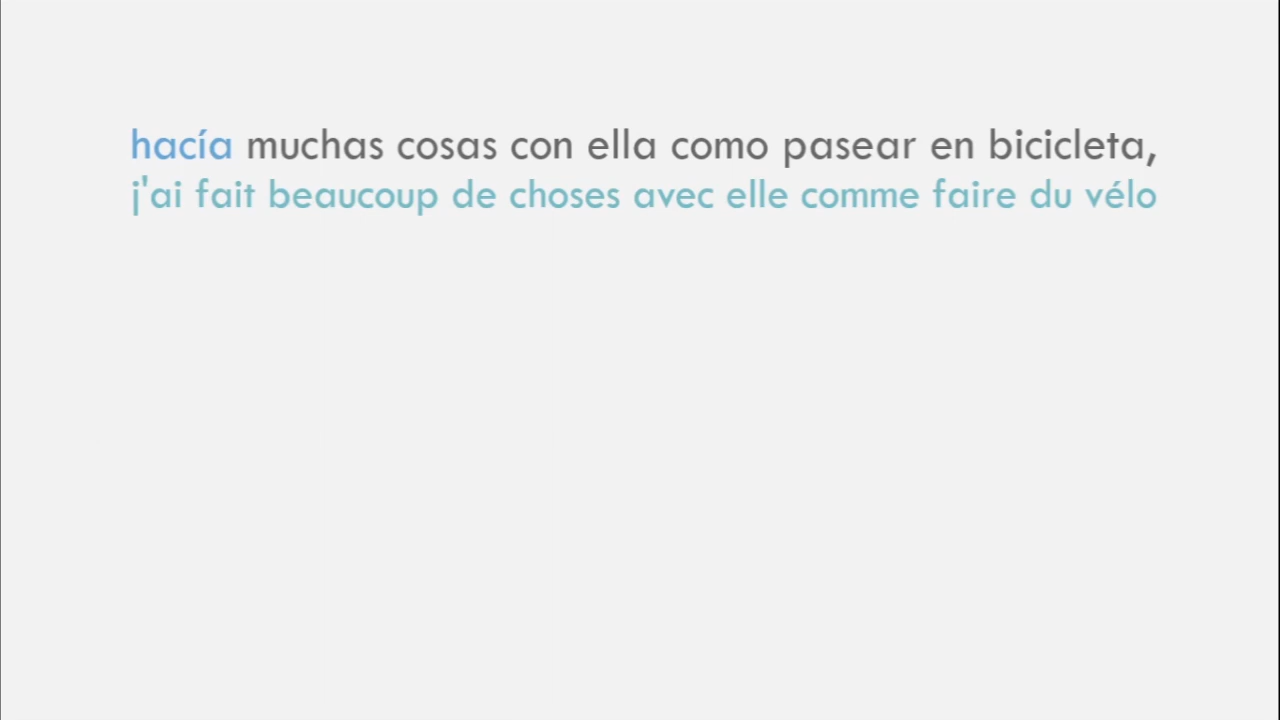 hacía muchas cosas con ella como pasear en bicicleta,
j'ai fait beaucoup de choses avec elle comme faire du vélo